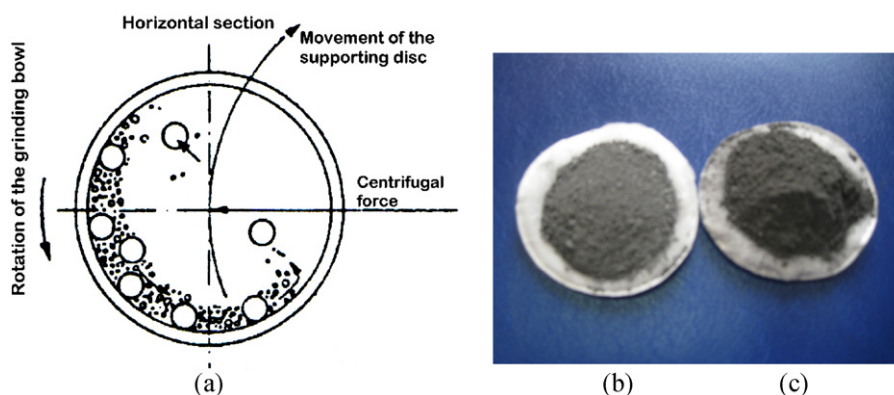 Horizontal section
Movement of the
supporting disc
Rotation of the grinding bowl
Centrifugal
force
(a)
(b)
(c)